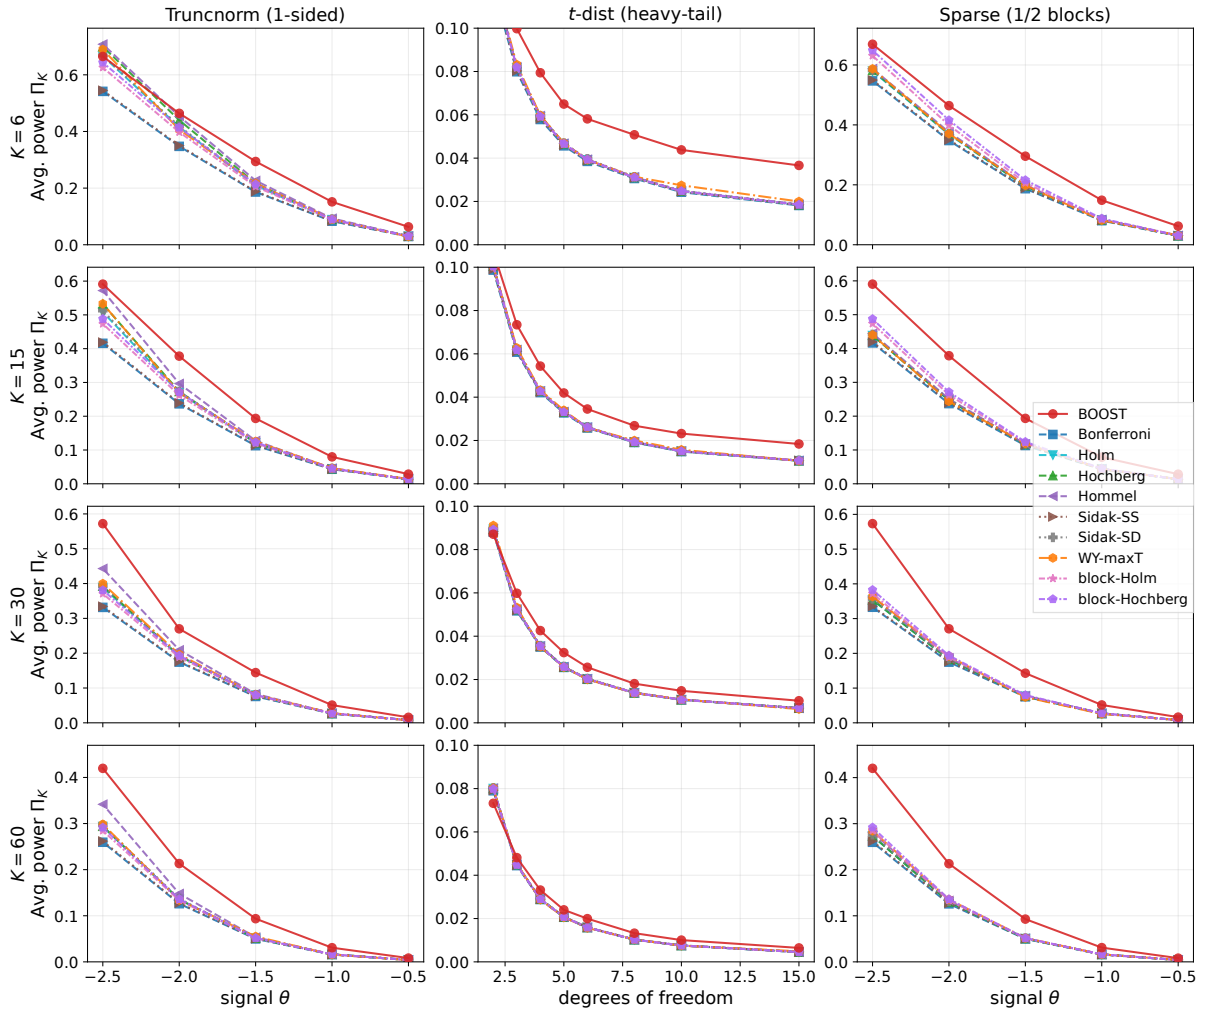 Truncnorm (1-sided)
t-dist (heavy-tail)
Sparse (1/2 blocks)
K = 6
Avg. power Π_K
0.0
0.2
0.4
0.6
0.00
0.02
0.04
0.06
0.08
0.10
0.0
0.2
0.4
0.6
K = 15
Avg. power Π_K
0.0
0.1
0.2
0.3
0.4
0.5
0.6
0.00
0.02
0.04
0.06
0.08
0.10
0.0
0.1
0.2
0.3
0.4
0.5
0.6
BOOST
Bonferroni
Holm
Hochberg
Hommel
Sidak-SS
Sidak-SD
WY-maxT
block-Holm
block-Hochberg
K = 30
Avg. power Π_K
0.0
0.1
0.2
0.3
0.4
0.5
0.6
0.00
0.02
0.04
0.06
0.08
0.10
0.0
0.1
0.2
0.3
0.4
0.5
0.6
K = 60
Avg. power Π_K
0.0
0.1
0.2
0.3
0.4
0.00
0.02
0.04
0.06
0.08
0.10
0.0
0.1
0.2
0.3
0.4
−2.5 −2.0 −1.5 −1.0 −0.5
signal θ
2.5 5.0 7.5 10.0 12.5 15.0
degrees of freedom
−2.5 −2.0 −1.5 −1.0 −0.5
signal θ